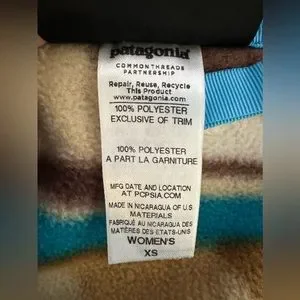 patagonia
COMMONTHREADS
PARTNERSHIP
Repair, Reuse, Recycle
This Product
www.patagonia.com
100% POLYESTER
EXCLUSIVE OF TRIM
100% POLYESTER
A PART LA GARNITURE
MFG DATE AND LOCATION
AT PCPSIA.COM
MADE IN NICARAGUA OF U.S.
MATERIALS
FABRIQUÉ AU NICARAGUA DES
MATIÈRES DES ETATS-UNIS
WOMEN'S
XS